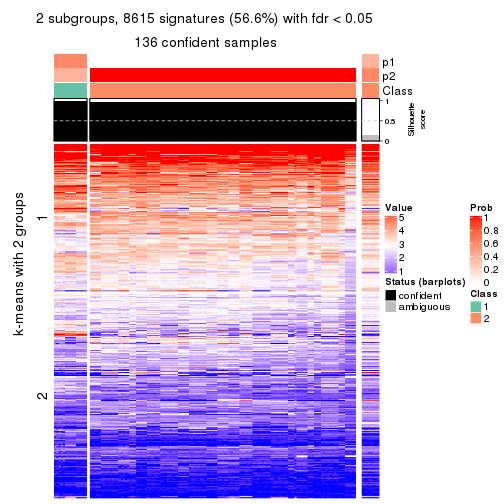 2 subgroups, 8615 signatures (56.6%) with fdr < 0.05
136 confident samples
p1
p2
Class
1
0.5
0
Silhouette
score
k-means with 2 groups
1
2
Value
5
4
3
2
1
Prob
1
0.8
0.6
0.4
0.2
0
Status (barplots)
confident
ambiguous
Class
1
2